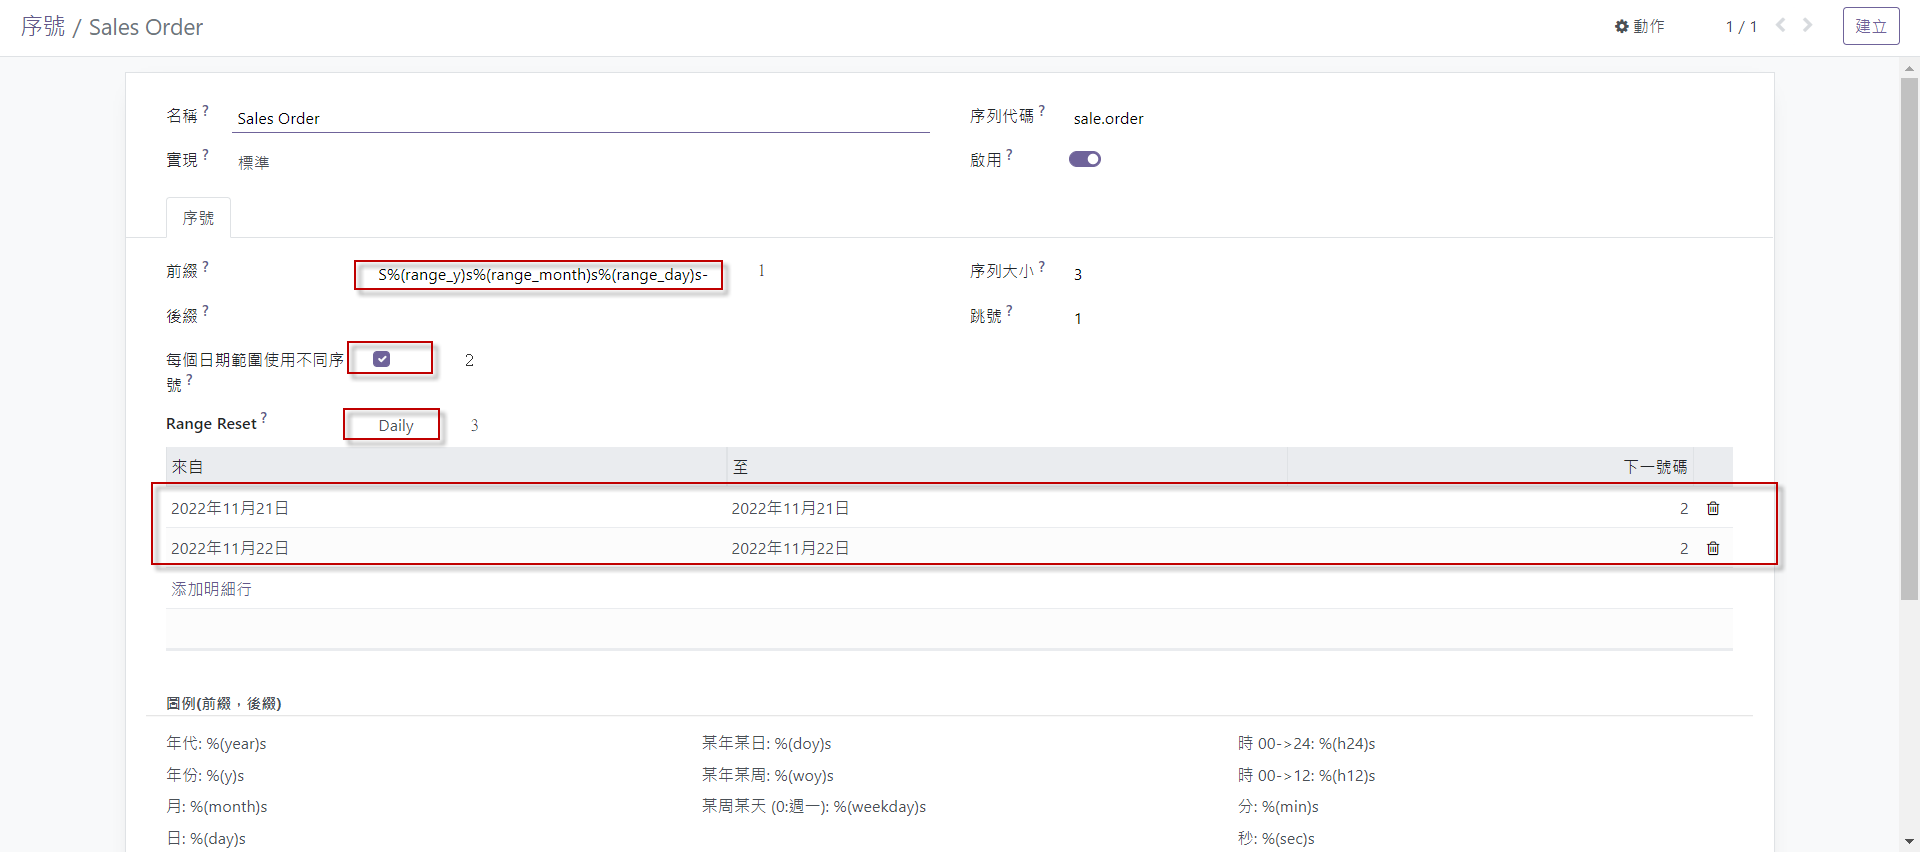 序號 / Sales Order
動作
1 / 1
建立
名稱 ? Sales Order
序列代碼 ? sale.order
實現 ? 標準
啟用 ?
序號
前綴 ? S%(range_y)s%(range_month)s%(range_day)s- 1
序列大小 ? 3
後綴 ?
跳號 ? 1
每個日期範圍使用不同序
號 ?
2
Range Reset ? Daily 3
來自 至 下一號碼
2022年11月21日 2022年11月21日 2
2022年11月22日 2022年11月22日 2
添加明細行
圖例(前綴，後綴)
年代: %(year)s 某年某日: %(doy)s 時 00->24: %(h24)s
年份: %(y)s 某年某周: %(woy)s 時 00->12: %(h12)s
月: %(month)s 某周某天 (0:週一): %(weekday)s 分: %(min)s
日: %(day)s 秒: %(sec)s